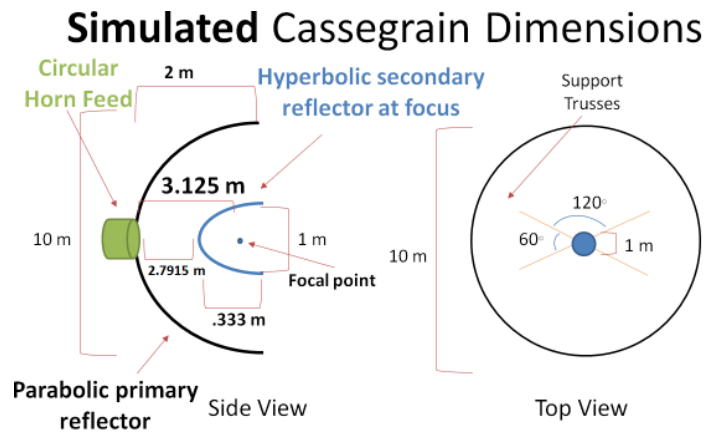 Simulated Cassegrain Dimensions
Circular
Horn Feed
2 m
Hyperbolic secondary
reflector at focus
Support
Trusses
3.125 m
10 m
1 m
2.7915 m
Focal point
.333 m
Parabolic primary
reflector
Side View
120°
60°
1 m
10 m
Top View